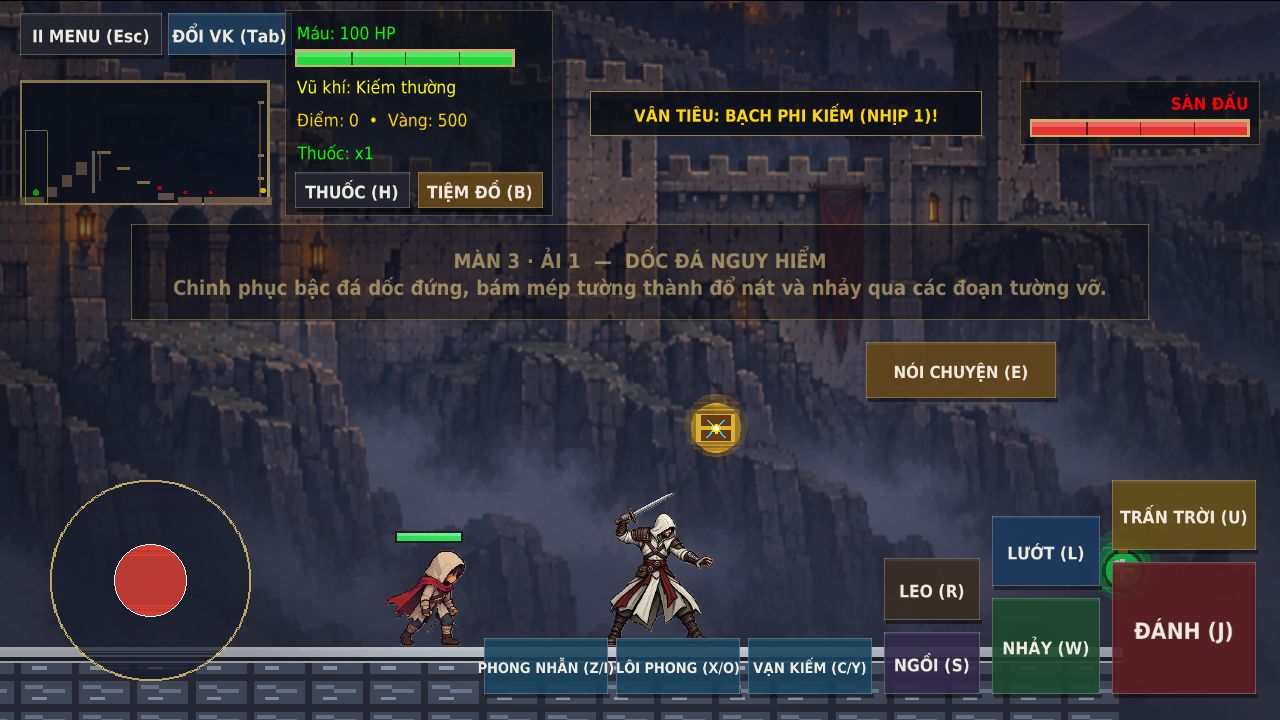 II MENU (Esc)
ĐỔI VK (Tab)
Máu: 100 HP
Vũ khí: Kiếm thường
Điểm: 0 • Vàng: 500
Thuốc: x1
THUỐC (H)
TIỆM ĐỒ (B)
VÂN TIÊU: BẠCH PHI KIẾM (NHỊP 1)!
SÀN ĐẤU
MÀN 3 · ẢI 1 — DỐC ĐÁ NGUY HIỂM
Chinh phục bậc đá dốc đứng, bám mép tường thành đổ nát và nhảy qua các đoạn tường vỡ.
NÓI CHUYỆN (E)
TRẤN TRỜI (U)
LƯỚT (L)
LEO (R)
ĐÁNH (J)
NHẢY (W)
NGỒI (S)
PHONG NHẪN (Z/I)
LÔI PHONG (X/O)
VẠN KIẾM (C/Y)